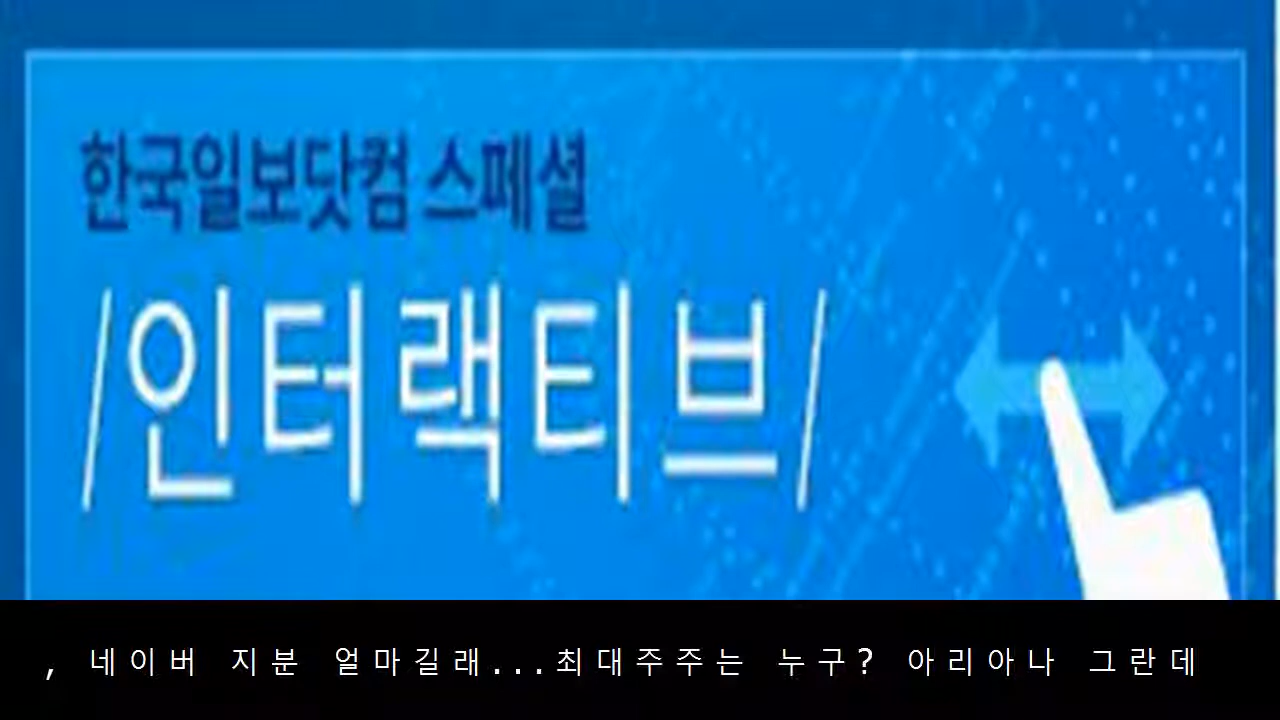 한국일보닷컴 스페셜
/인터랙티브/
, 네이버 지분 얼마길래...최대주주는 누구? 아리아나 그란데